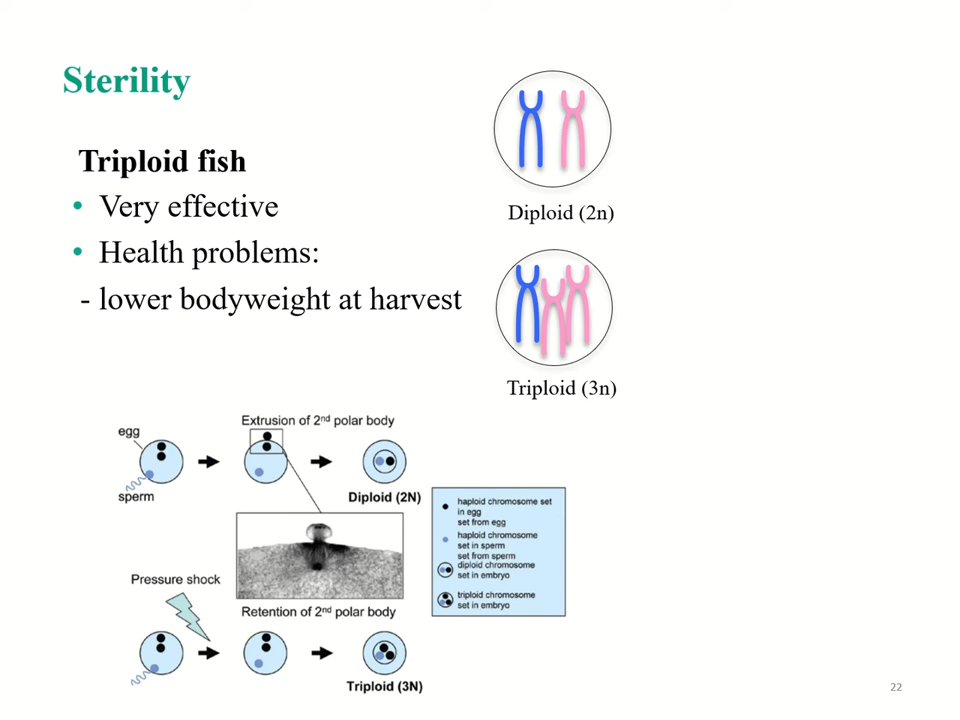 Sterility
Triploid fish
• Very effective
• Health problems:
- lower bodyweight at harvest
Diploid (2n)
Triploid (3n)
Extrusion of 2nd polar body
egg
sperm
Diploid (2N)
haploid chromosome set
in egg
set from egg
haploid chromosome
set in sperm
set from sperm
diploid chromosome
set in embryo
triploid chromosome
set in embryo
Pressure shock
Retention of 2nd polar body
Triploid (3N)
22